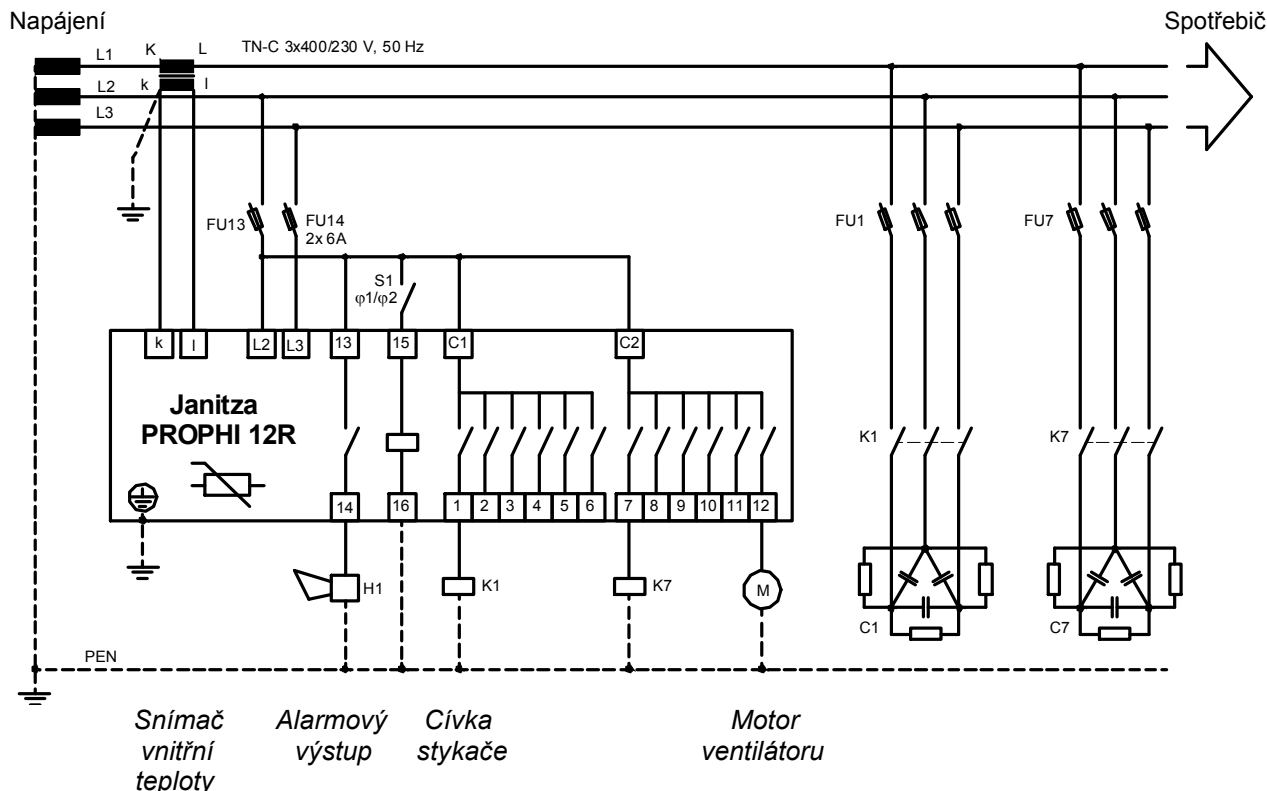 Napájení
Spotřebič
L1
K
L
TN-C 3x400/230 V, 50 Hz
L2
k
l
L3
FU13
FU14
2x 6A
FU1
FU7
S1
φ1/φ2
k
l
L2
L3
13
15
C1
C2
Janitza
PROPHI 12R
K1
K7
14
16
1
2
3
4
5
6
7
8
9
10
11
12
H1
K1
K7
M
C1
C7
PEN
Snímač
vnitřní
teploty
Alarmový
výstup
Cívka
stykače
Motor
ventilátoru